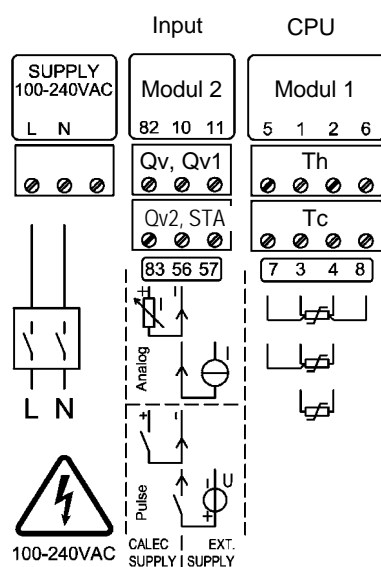 Input CPU
SUPPLY
100-240VAC
L N
Modul 2
82 10 11
Modul 1
5 1 2 6
Qv, Qv1
Th
Qv2, STA
Tc
83 56 57
7 3 4 8
Analog
L N
Pulse
U
100-240VAC
CALEC
SUPPLY
EXT.
SUPPLY